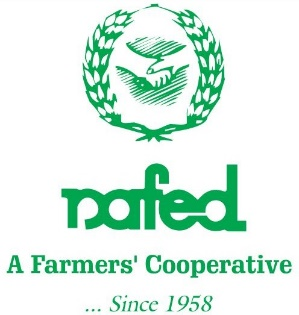 nafed
A Farmers' Cooperative
... Since 1958